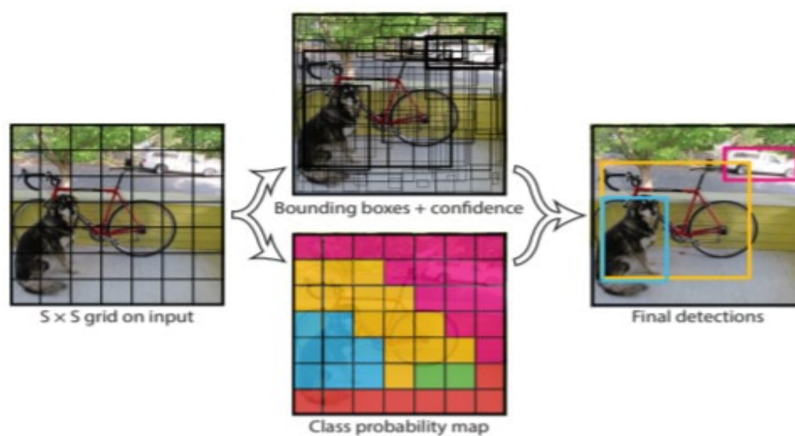 Bounding boxes + confidence
S × S grid on input
Final detections
Class probability map